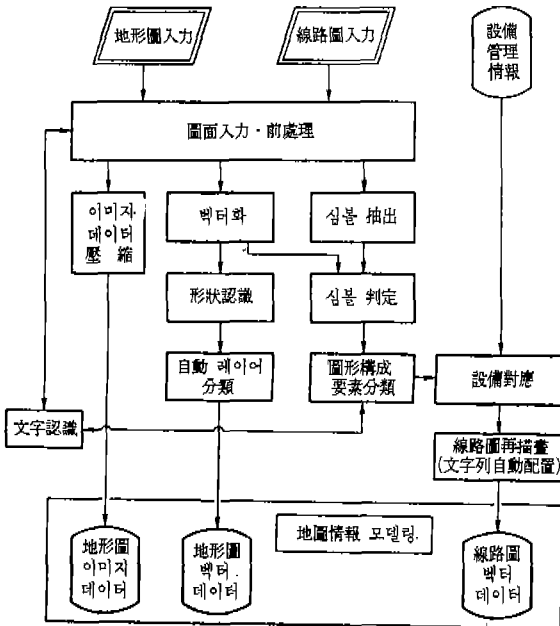 地形圖入力
線路圖入力
設備
管理
情報
圖面入力·前處理
이미지
데이터
壓 縮
벡터화
심볼 抽出
形狀認識
심볼 判定
自動 레이어
分類
圖形構成
要素分類
設備對應
文字認識
線路圖再描畫
(文字列自動配置)
地圖情報 모델링
地形圖
이미지
데이터
地形圖
벡터
데이터
線路圖
벡터
데이터